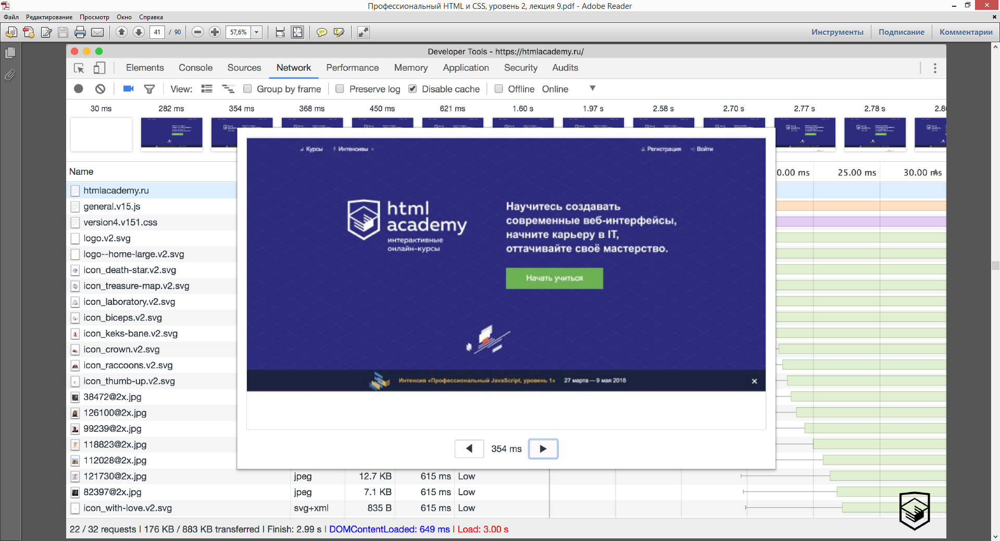 Профессиональный HTML и CSS, уровень 2, лекция 9.pdf - Adobe Reader
Файл Редактирование Просмотр Окно Справка
41 / 90 57,6% Инструменты Подписание Комментарии
Developer Tools - https://htmlacademy.ru/
Elements Console Sources Network Performance Memory Application Security Audits
View: Group by frame Preserve log Disable cache Offline Online
30 ms 282 ms 354 ms 368 ms 450 ms 621 ms 1.60 s 1.97 s 2.58 s 2.70 s 2.77 s 2.78 s 2.8
Курсы Интенсивы Регистрация Войти
Name
0.00 ms 25.00 ms 30.00 ms
htmlacademy.ru
general.v15.js
version4.v151.css
logo.v2.svg
logo--home-large.v2.svg
icon_death-star.v2.svg
icon_treasure-map.v2.svg
icon_laboratory.v2.svg
icon_biceps.v2.svg
icon_keks-bane.v2.svg
icon_crown.v2.svg
icon_raccoons.v2.svg
icon_thumb-up.v2.svg
38472@2x.jpg
126100@2x.jpg
99239@2x.jpg
118823@2x.jpg
112028@2x.jpg
html
academy
интерактивные
онлайн-курсы
Научитесь создавать
современные веб-интерфейсы,
начните карьеру в IT,
оттачивайте своё мастерство.
Начать учиться
Интенсив «Профессиональный JavaScript, уровень 1» 27 марта — 9 мая 2018
354 ms
121730@2x.jpg jpeg 12.7 KB 615 ms Low
82397@2x.jpg jpeg 7.1 KB 615 ms Low
icon_with-love.v2.svg svg+xml 835 B 615 ms Low
22 / 32 requests | 176 KB / 883 KB transferred | Finish: 2.99 s | DOMContentLoaded: 649 ms | Load: 3.00 s